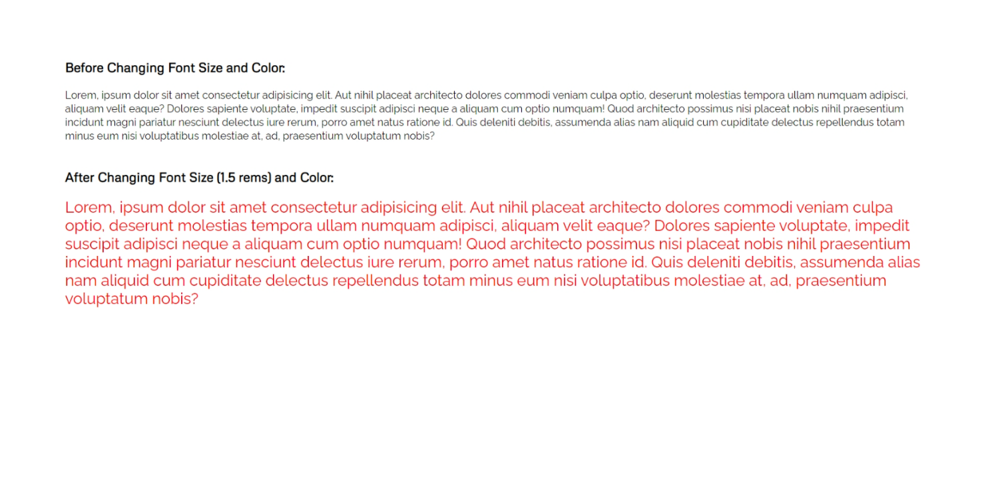 Before Changing Font Size and Color:
Lorem, ipsum dolor sit amet consectetur adipisicing elit. Aut nihil placeat architecto dolores commodi veniam culpa optio, deserunt molestias tempora ullam numquam adipisci,
aliquam velit eaque? Dolores sapiente voluptate, impedit suscipit adipisci neque a aliquam cum optio numquam! Quod architecto possimus nisi placeat nobis nihil praesentium
incidunt magni pariatur nesciunt delectus iure rerum, porro amet natus ratione id. Quis deleniti debitis, assumenda alias nam aliquid cum cupiditate delectus repellendus totam
minus eum nisi voluptatibus molestiae at, ad, praesentium voluptatum nobis?
After Changing Font Size (1.5 rems) and Color:
Lorem, ipsum dolor sit amet consectetur adipisicing elit. Aut nihil placeat architecto dolores commodi veniam culpa
optio, deserunt molestias tempora ullam numquam adipisci, aliquam velit eaque? Dolores sapiente voluptate, impedit
suscipit adipisci neque a aliquam cum optio numquam! Quod architecto possimus nisi placeat nobis nihil praesentium
incidunt magni pariatur nesciunt delectus iure rerum, porro amet natus ratione id. Quis deleniti debitis, assumenda alias
nam aliquid cum cupiditate delectus repellendus totam minus eum nisi voluptatibus molestiae at, ad, praesentium
voluptatum nobis?